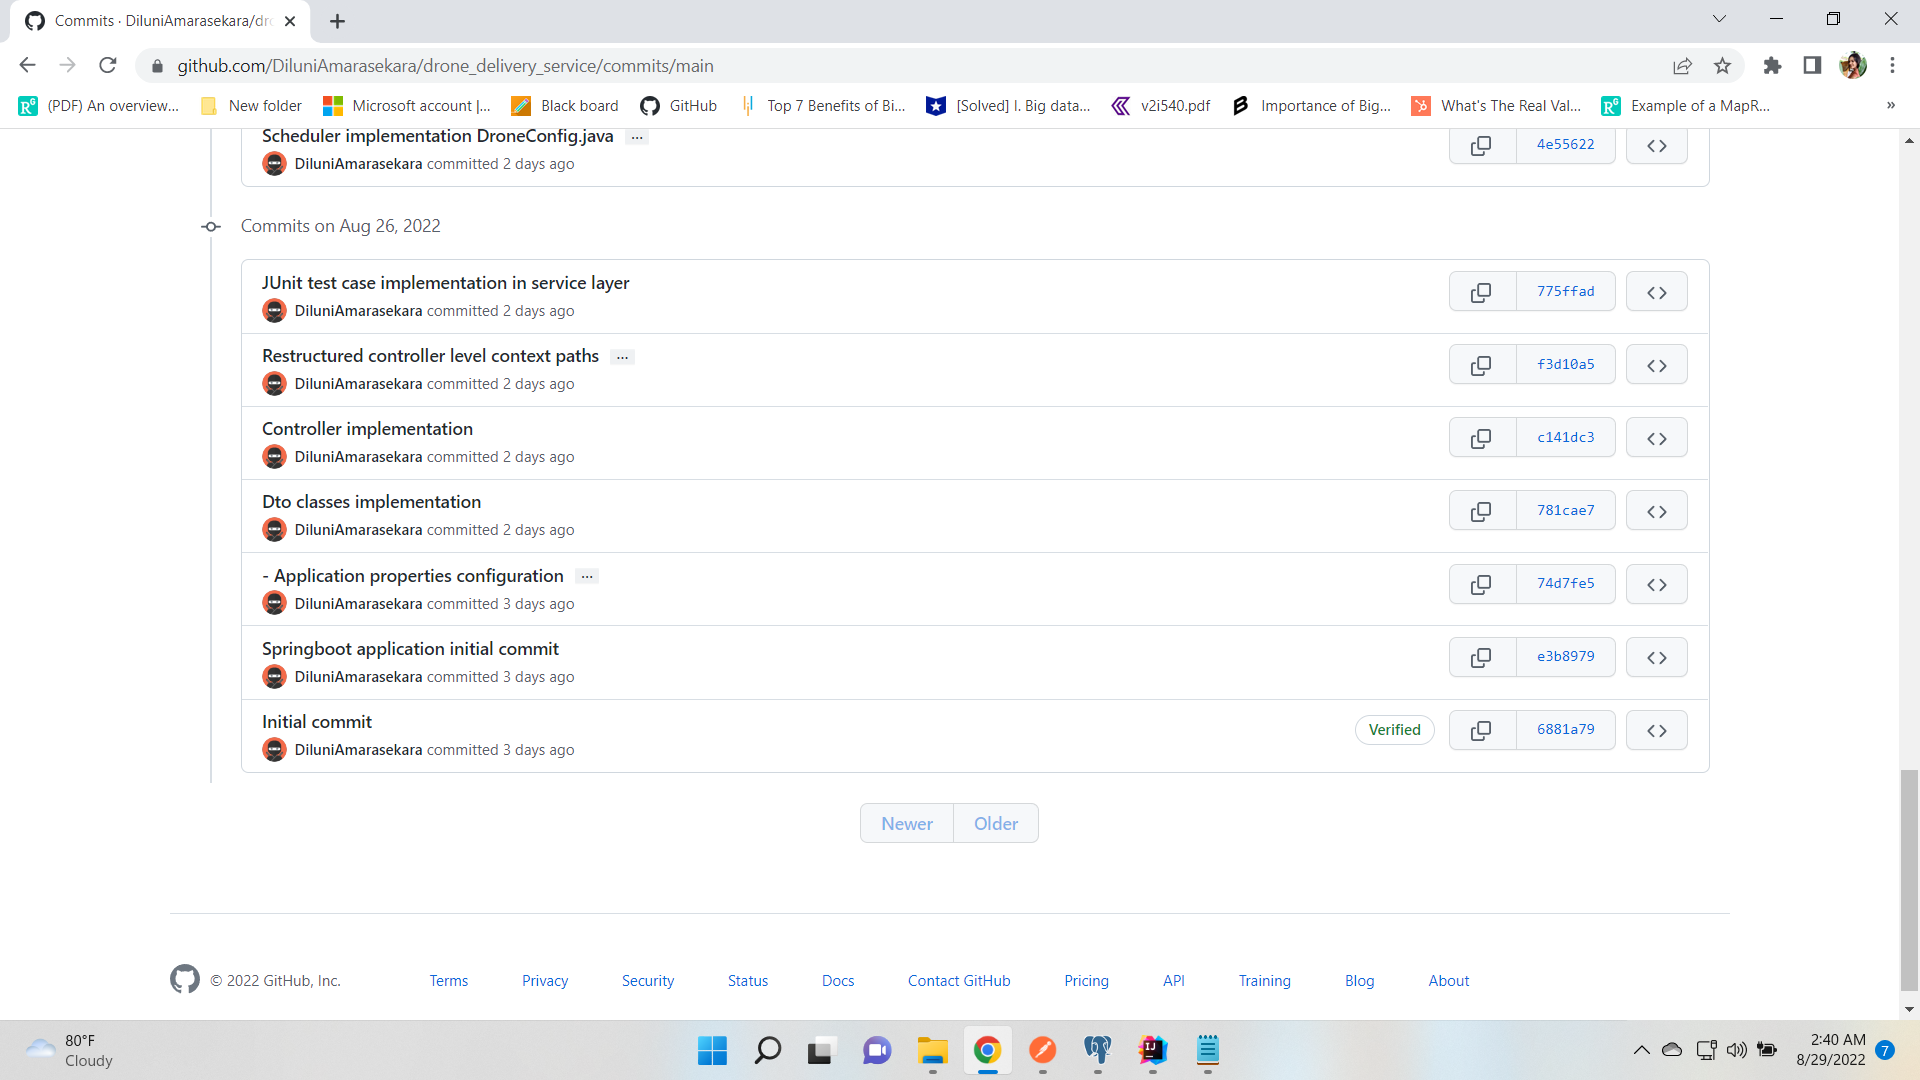 Commits · DiluniAmarasekara/dro
github.com/DiluniAmarasekara/drone_delivery_service/commits/main
(PDF) An overview...
New folder
Microsoft account |...
Black board
GitHub
Top 7 Benefits of Bi...
[Solved] I. Big data...
v2i540.pdf
Importance of Big...
What's The Real Val...
Example of a MapR...
»
Scheduler implementation DroneConfig.java ...
4e55622
DiluniAmarasekara committed 2 days ago
Commits on Aug 26, 2022
JUnit test case implementation in service layer
775ffad
DiluniAmarasekara committed 2 days ago
Restructured controller level context paths ...
f3d10a5
DiluniAmarasekara committed 2 days ago
Controller implementation
c141dc3
DiluniAmarasekara committed 2 days ago
Dto classes implementation
781cae7
DiluniAmarasekara committed 2 days ago
- Application properties configuration ...
74d7fe5
DiluniAmarasekara committed 3 days ago
Springboot application initial commit
e3b8979
DiluniAmarasekara committed 3 days ago
Initial commit
Verified
6881a79
DiluniAmarasekara committed 3 days ago
Newer
Older
© 2022 GitHub, Inc.
Terms
Privacy
Security
Status
Docs
Contact GitHub
Pricing
API
Training
Blog
About
80°F
Cloudy
2:40 AM
8/29/2022
7